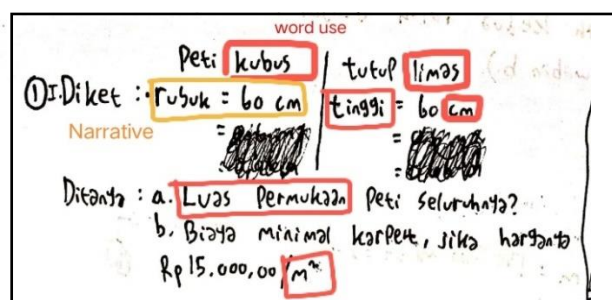 word use
Peti kubus | tutup limas
① I. Diket : • rusuk = 60 cm | tinggi = 60 cm
Narrative
=
=
Ditanya : a. Luas Permukaan Peti seluruhnya?
b. Biaya minimal karpet, jika harganya
Rp 15.000,00/m²